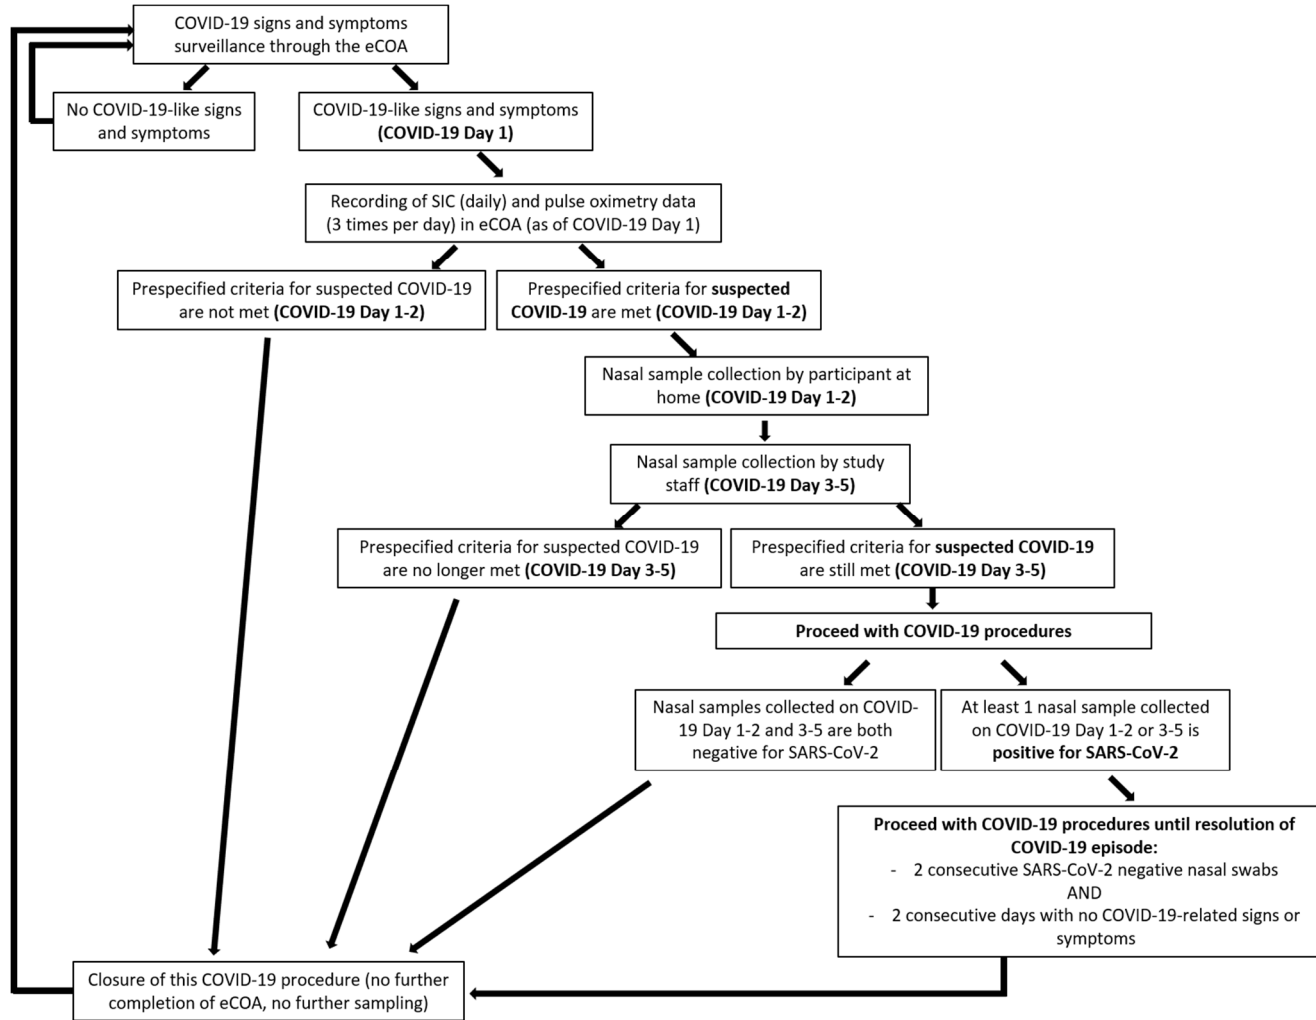 COVID-19 signs and symptoms
surveillance through the eCOA
No COVID-19-like signs
and symptoms
COVID-19-like signs and symptoms
(COVID-19 Day 1)
Recording of SIC (daily) and pulse oximetry data
(3 times per day) in eCOA (as of COVID-19 Day 1)
Prespecified criteria for suspected COVID-19
are not met (COVID-19 Day 1-2)
Prespecified criteria for suspected
COVID-19 are met (COVID-19 Day 1-2)
Nasal sample collection by participant at
home (COVID-19 Day 1-2)
Nasal sample collection by study
staff (COVID-19 Day 3-5)
Prespecified criteria for suspected COVID-19
are no longer met (COVID-19 Day 3-5)
Prespecified criteria for suspected COVID-19
are still met (COVID-19 Day 3-5)
Proceed with COVID-19 procedures
Nasal samples collected on COVID-
19 Day 1-2 and 3-5 are both
negative for SARS-CoV-2
At least 1 nasal sample collected
on COVID-19 Day 1-2 or 3-5 is
positive for SARS-CoV-2
Proceed with COVID-19 procedures until resolution of
COVID-19 episode:
- 2 consecutive SARS-CoV-2 negative nasal swabs
AND
- 2 consecutive days with no COVID-19-related signs or
symptoms
Closure of this COVID-19 procedure (no further
completion of eCOA, no further sampling)